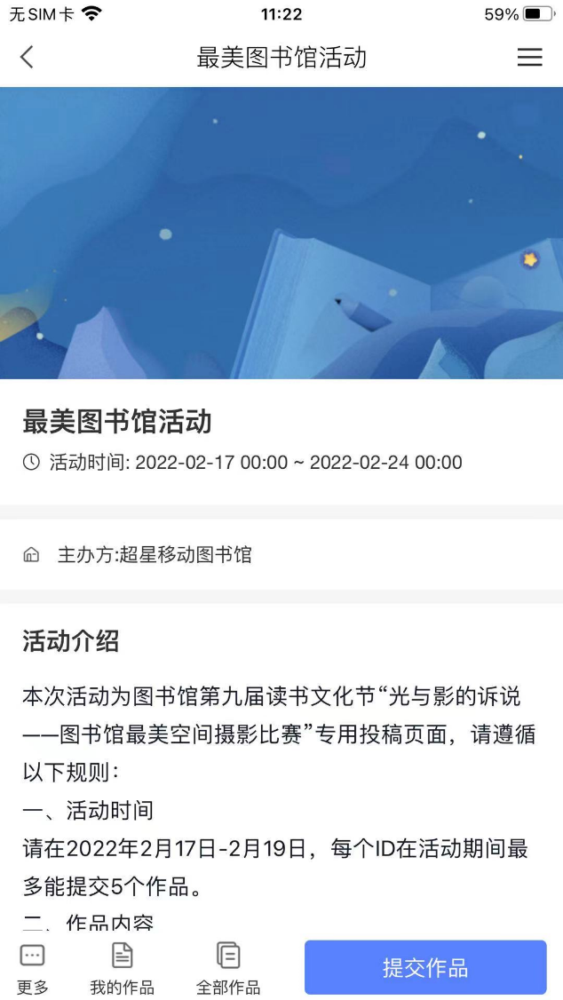 无SIM卡 11:22 59%
最美图书馆活动
最美图书馆活动
活动时间: 2022-02-17 00:00 ~ 2022-02-24 00:00
主办方:超星移动图书馆
活动介绍
本次活动为图书馆第九届读书文化节“光与影的诉说
——图书馆最美空间摄影比赛”专用投稿页面，请遵循
以下规则：
一、活动时间
请在2022年2月17日-2月19日，每个ID在活动期间最
多能提交5个作品。
二、作品内容
更多 我的作品 全部作品 提交作品